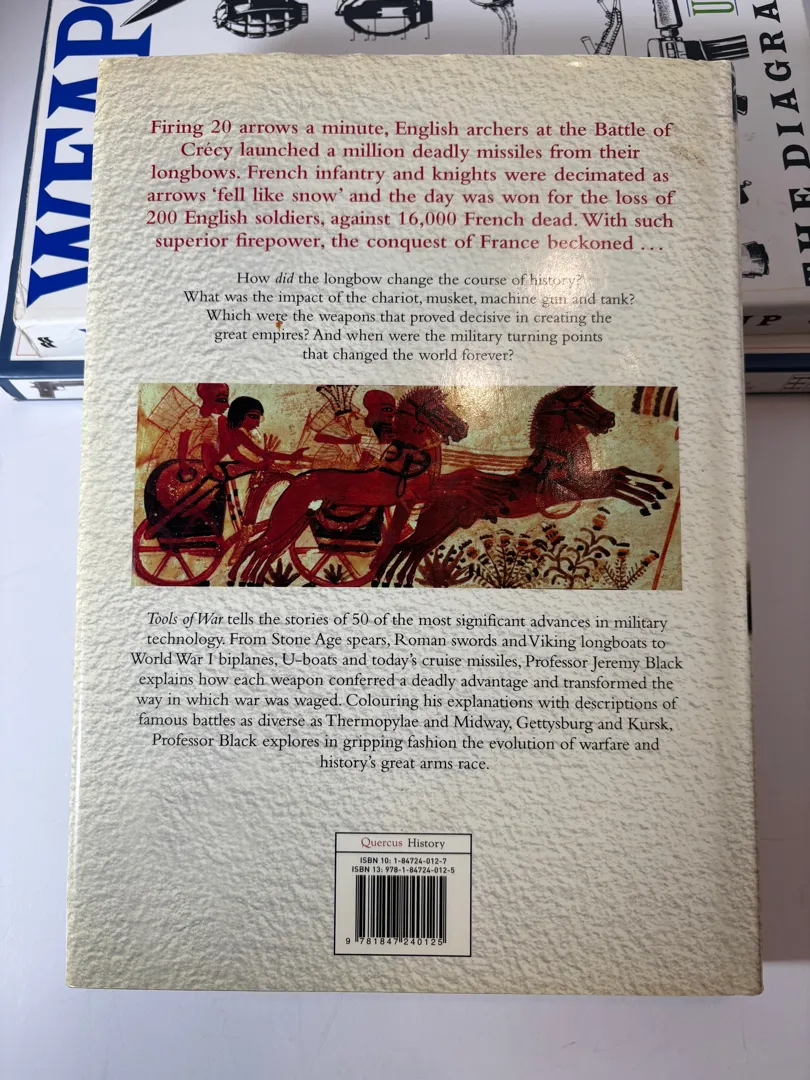 WEAPO
U
THE DIAGRA
&
IP
Firing 20 arrows a minute, English archers at the Battle of
Crécy launched a million deadly missiles from their
longbows. French infantry and knights were decimated as
arrows ‘fell like snow’ and the day was won for the loss of
200 English soldiers, against 16,000 French dead. With such
superior firepower, the conquest of France beckoned ...
How did the longbow change the course of history?
What was the impact of the chariot, musket, machine gun and tank?
Which were the weapons that proved decisive in creating the
great empires? And when were the military turning points
that changed the world forever?
Tools of War tells the stories of 50 of the most significant advances in military
technology. From Stone Age spears, Roman swords and Viking longboats to
World War I biplanes, U-boats and today’s cruise missiles, Professor Jeremy Black
explains how each weapon conferred a deadly advantage and transformed the
way in which war was waged. Colouring his explanations with descriptions of
famous battles as diverse as Thermopylae and Midway, Gettysburg and Kursk,
Professor Black explores in gripping fashion the evolution of warfare and
history’s great arms race.
Quercus History
ISBN 10: 1-84724-012-7
ISBN 13: 978-1-84724-012-5
9 781847 240125